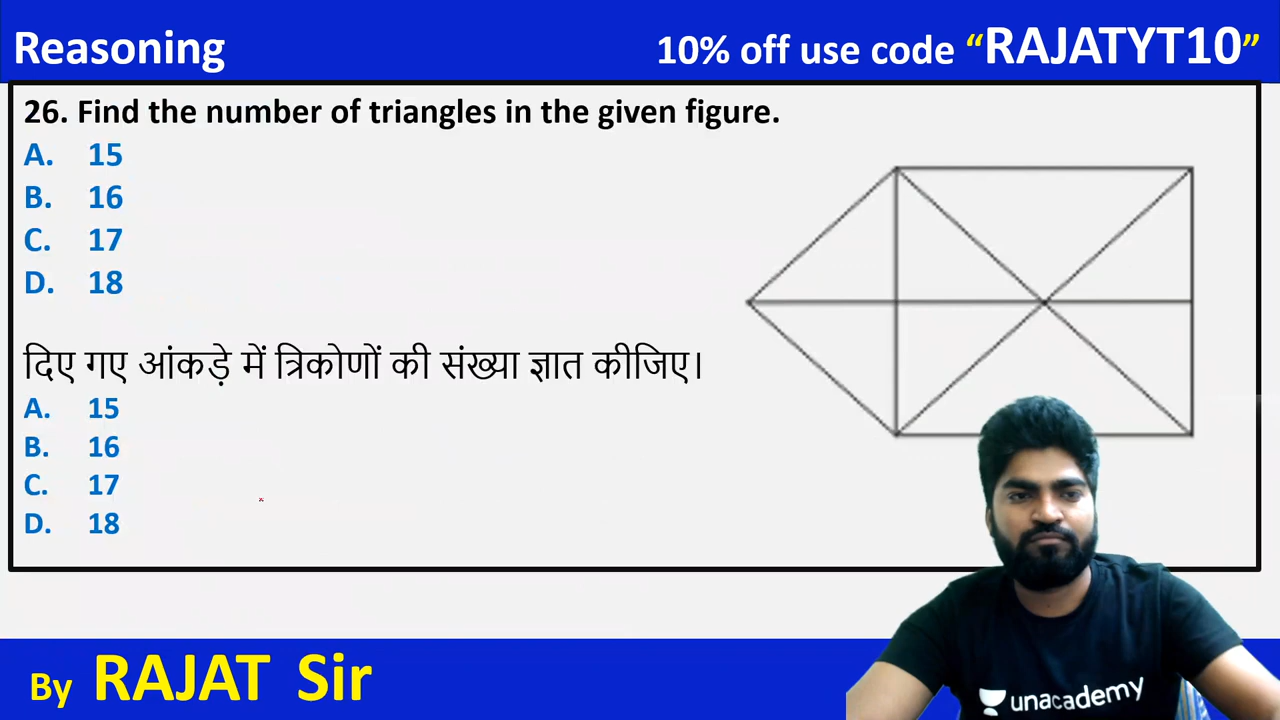 Reasoning
10% off use code “RAJATYT10”
26. Find the number of triangles in the given figure.
A. 15
B. 16
C. 17
D. 18
दिए गए आंकड़े में त्रिकोणों की संख्या ज्ञात कीजिए।
A. 15
B. 16
C. 17
D. 18
By RAJAT Sir
unacademy